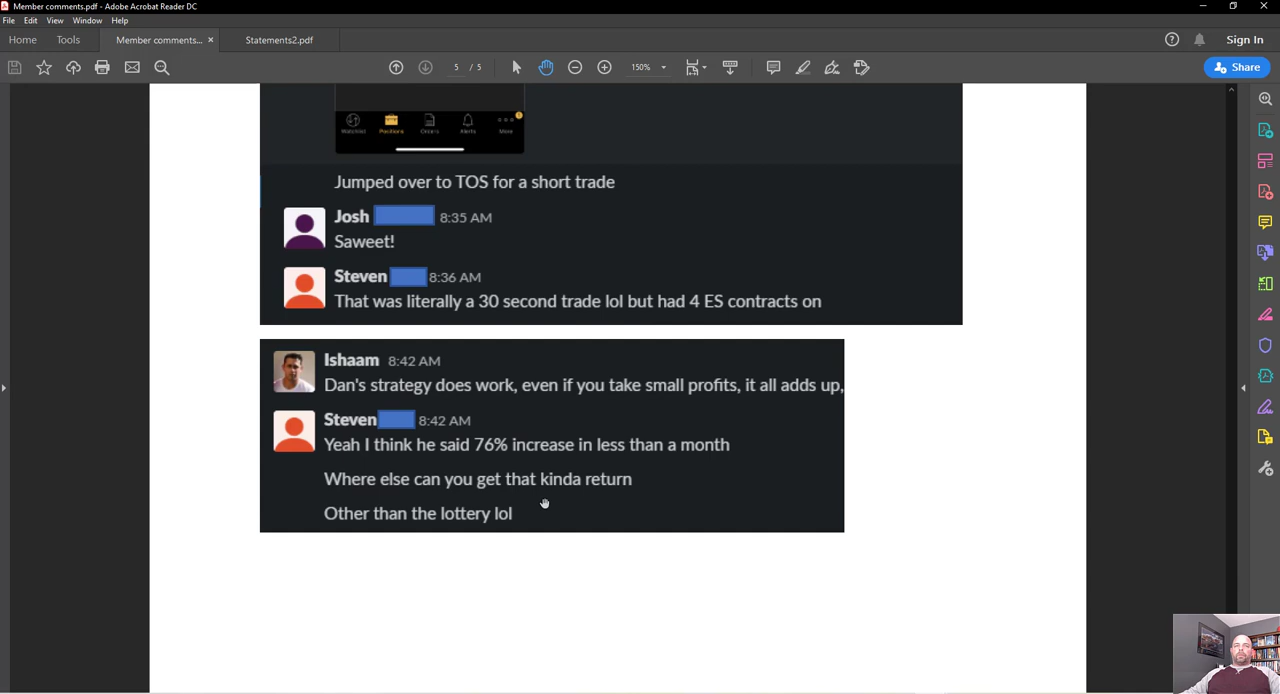 Member comments.pdf - Adobe Acrobat Reader DC
File Edit View Window Help
Home Tools Member comments... × Statements2.pdf
Sign In
5 / 5
150%
Share
Watchlist Positions Orders Alerts More
Jumped over to TOS for a short trade
Josh 8:35 AM
Saweet!
Steven 8:36 AM
That was literally a 30 second trade lol but had 4 ES contracts on
Ishaam 8:42 AM
Dan's strategy does work, even if you take small profits, it all adds up,
Steven 8:42 AM
Yeah I think he said 76% increase in less than a month
Where else can you get that kinda return
Other than the lottery lol